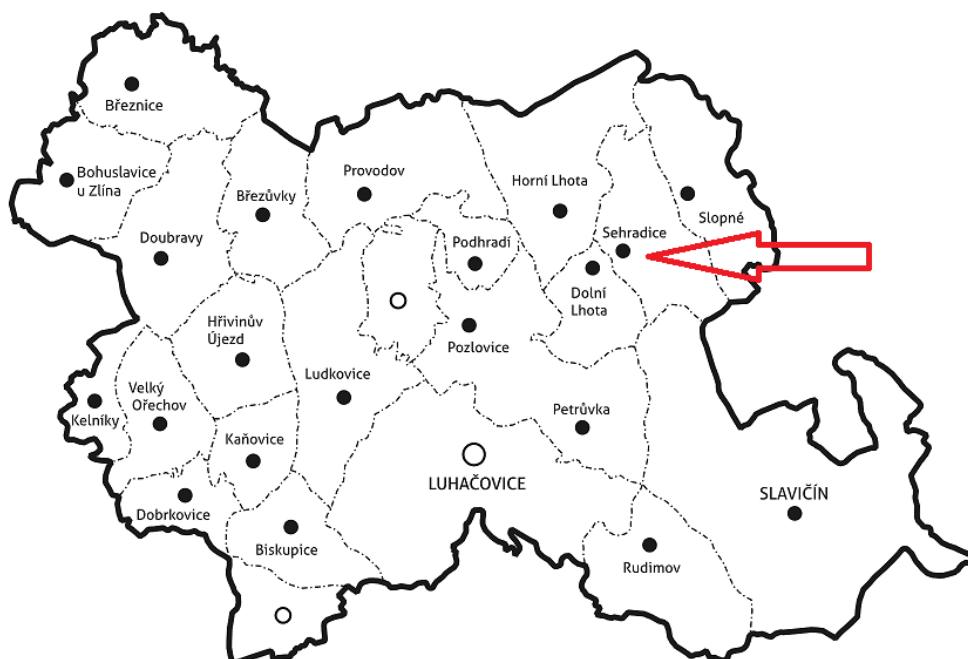 Březnice
Bohuslavice
u Zlína
Březůvky
Provodov
Horní Lhota
Slopné
Doubravy
Podhradí
Sehradice
Dolní
Lhota
Hřivinův
Újezd
Pozlovice
Ludkovice
Velký
Ořechov
Kelníky
Petrůvka
Kaňovice
LUHAČOVICE
SLAVIČÍN
Dobrkovice
Biskupice
Rudimov